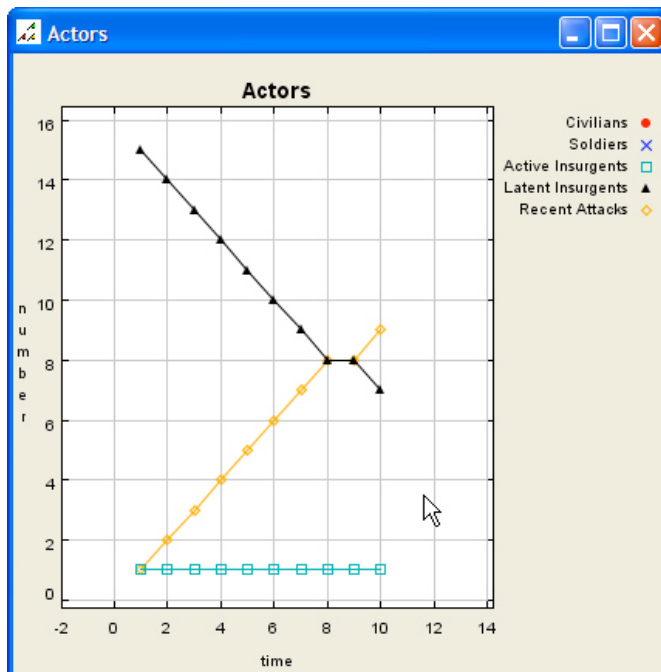 Actors
Actors
Civilians
Soldiers
Active Insurgents
Latent Insurgents
Recent Attacks
16
14
12
10
8
6
4
2
0
number
-2 0 2 4 6 8 10 12 14
time